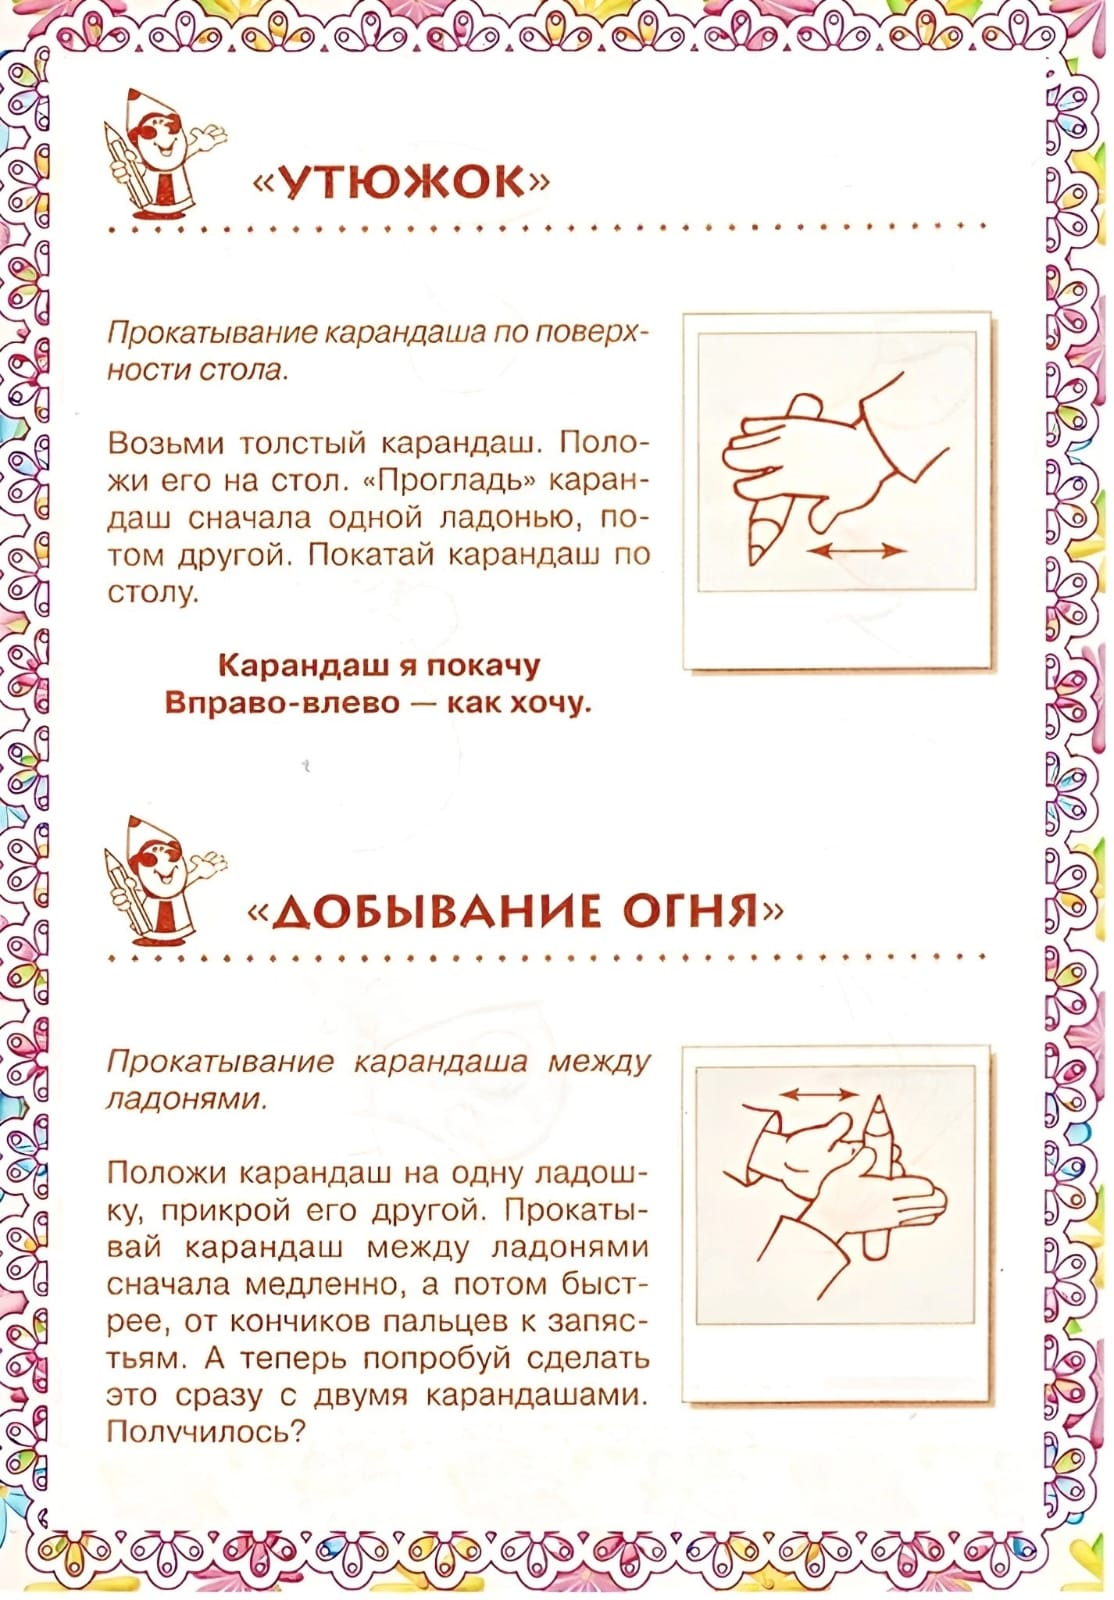 «УТЮЖОК»
Прокатывание карандаша по поверх-
ности стола.
Возьми толстый карандаш. Поло-
жи его на стол. «Прогладь» каран-
даш сначала одной ладонью, по-
том другой. Покатай карандаш по
столу.
Карандаш я покачу
Вправо-влево — как хочу.
«ДОБЫВАНИЕ ОГНЯ»
Прокатывание карандаша между
ладонями.
Положи карандаш на одну ладош-
ку, прикрой его другой. Прокаты-
вай карандаш между ладонями
сначала медленно, а потом быст-
рее, от кончиков пальцев к запяс-
тьям. А теперь попробуй сделать
это сразу с двумя карандашами.
Получилось?